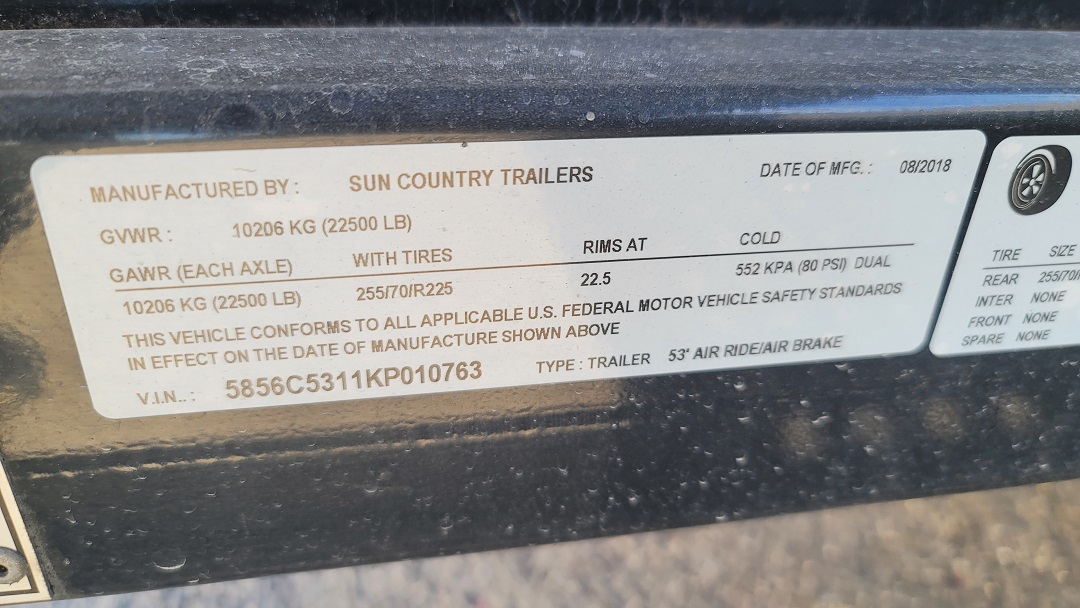 MANUFACTURED BY : SUN COUNTRY TRAILERS DATE OF MFG. : 08/2018
GVWR : 10206 KG (22500 LB)
GAWR (EACH AXLE) WITH TIRES RIMS AT COLD
10206 KG (22500 LB) 255/70/R225 22.5 552 KPA (80 PSI) DUAL
THIS VEHICLE CONFORMS TO ALL APPLICABLE U.S. FEDERAL MOTOR VEHICLE SAFETY STANDARDS
IN EFFECT ON THE DATE OF MANUFACTURE SHOWN ABOVE
V.I.N.. : 5856C5311KP010763 TYPE : TRAILER 53' AIR RIDE/AIR BRAKE
TIRE SIZE
REAR 255/70/
INTER NONE
FRONT NONE
SPARE NONE